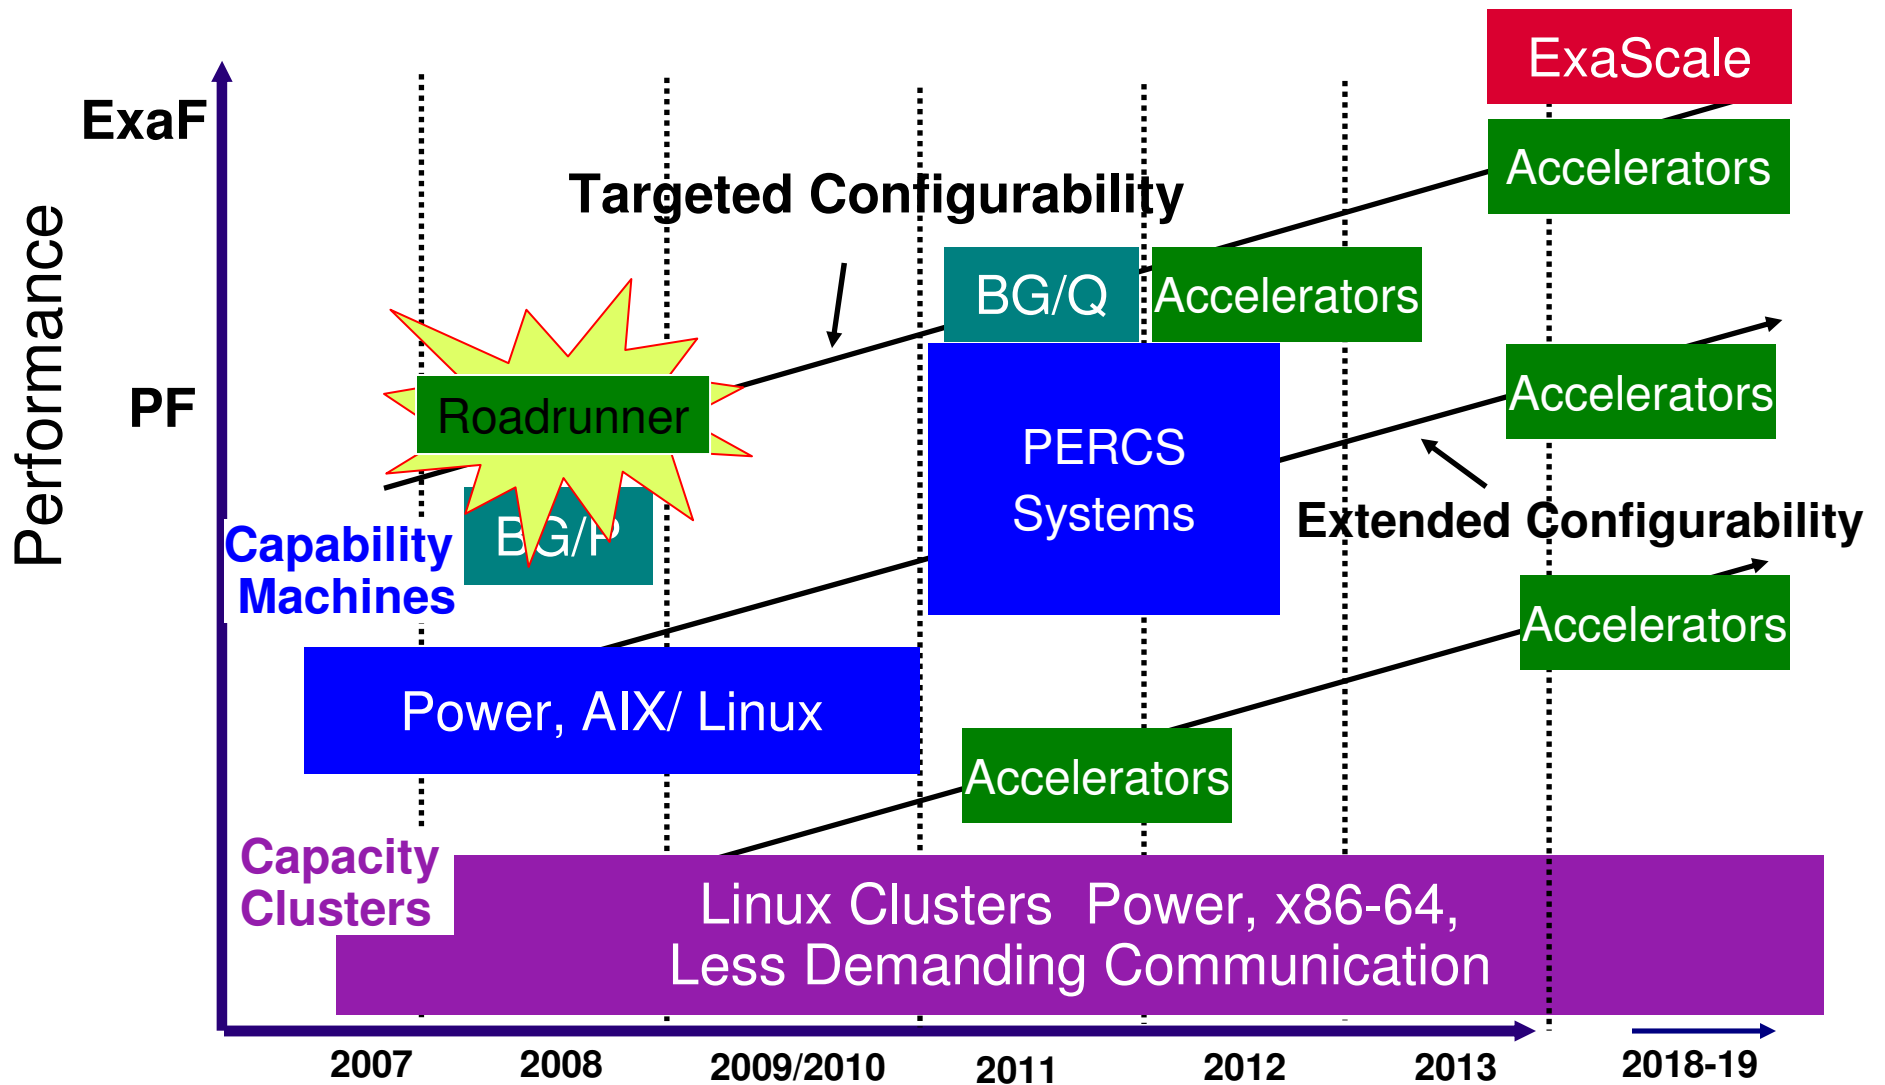 ExaScale
ExaF
Accelerators
Targeted Configurability
Performance
BG/Q
Accelerators
PF
Roadrunner
Accelerators
PERCS
Systems
Extended Configurability
Capability
Machines
BG/P
Accelerators
Power, AIX/ Linux
Accelerators
Capacity
Clusters
Linux Clusters Power, x86-64,
Less Demanding Communication
2007 2008 2009/2010 2011 2012 2013 2018-19